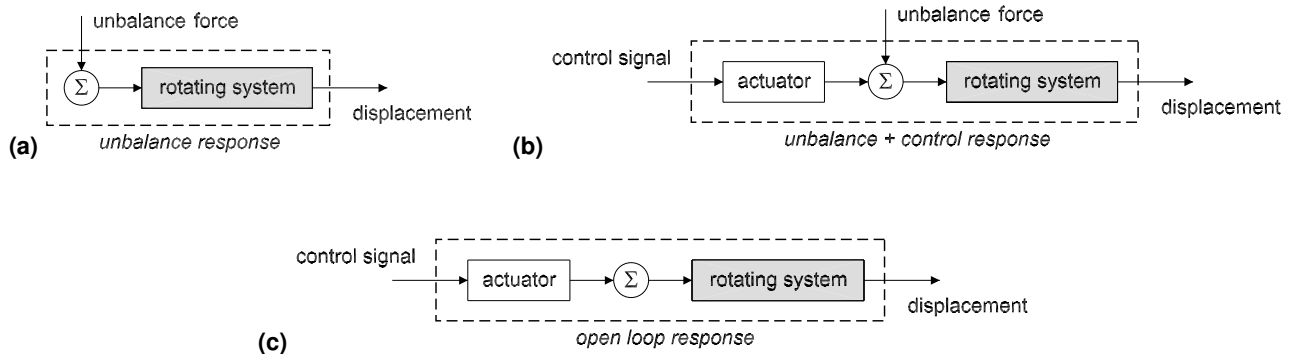 unbalance force
Σ
rotating system
displacement
unbalance response
(a)
unbalance force
control signal
actuator
Σ
rotating system
displacement
unbalance + control response
(b)
control signal
actuator
Σ
rotating system
displacement
open loop response
(c)